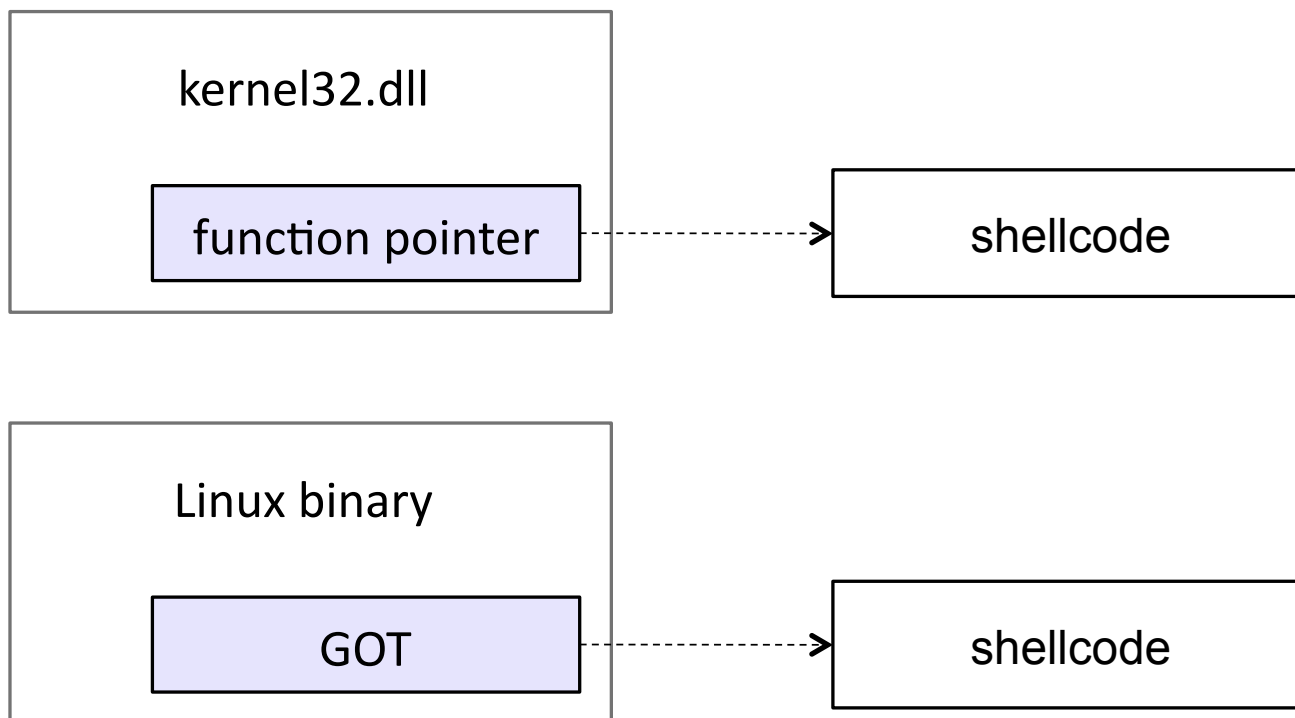 kernel32.dll
function pointer
shellcode
Linux binary
GOT
shellcode